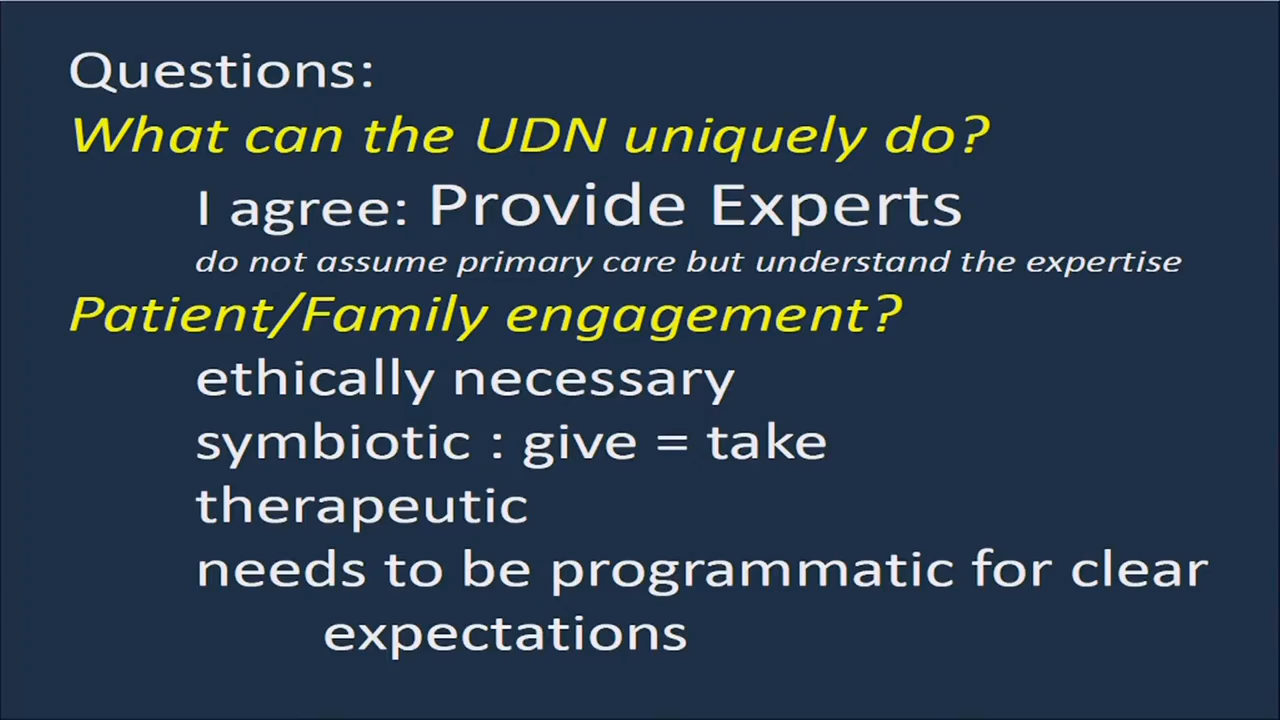 Questions:
What can the UDN uniquely do?
I agree: Provide Experts
do not assume primary care but understand the expertise
Patient/Family engagement?
ethically necessary
symbiotic : give = take
therapeutic
needs to be programmatic for clear
expectations